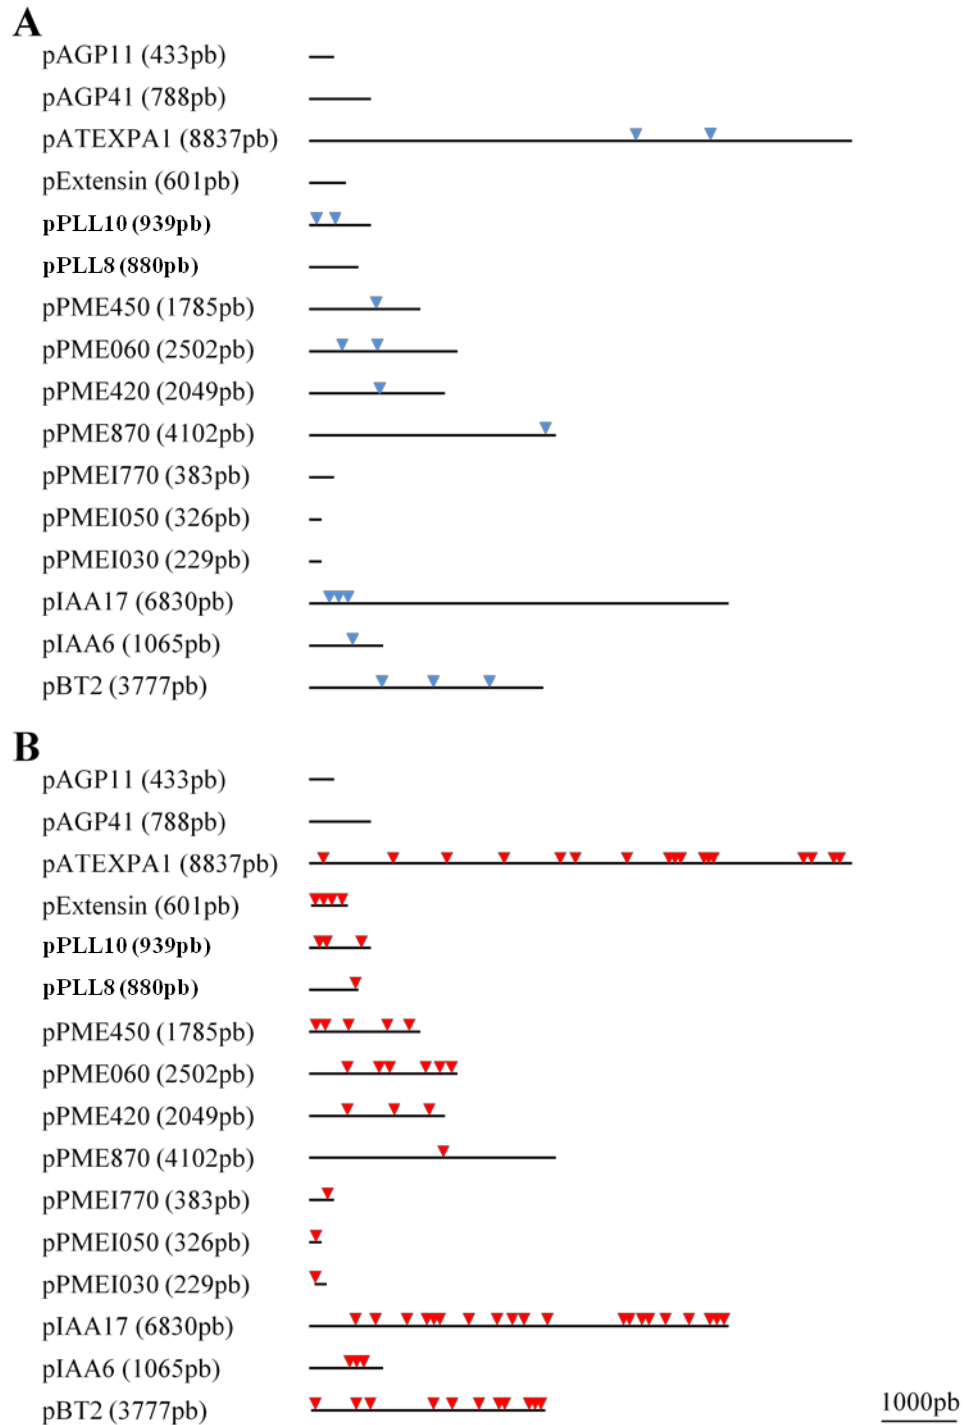 A
pAGP11 (433pb)
pAGP41 (788pb)
pATEXPA1 (8837pb)
pExtensin (601pb)
pPLL10 (939pb)
pPLL8 (880pb)
pPME450 (1785pb)
pPME060 (2502pb)
pPME420 (2049pb)
pPME870 (4102pb)
pPMEI770 (383pb)
pPMEI050 (326pb)
pPMEI030 (229pb)
pIAA17 (6830pb)
pIAA6 (1065pb)
pBT2 (3777pb)
B
pAGP11 (433pb)
pAGP41 (788pb)
pATEXPA1 (8837pb)
pExtensin (601pb)
pPLL10 (939pb)
pPLL8 (880pb)
pPME450 (1785pb)
pPME060 (2502pb)
pPME420 (2049pb)
pPME870 (4102pb)
pPMEI770 (383pb)
pPMEI050 (326pb)
pPMEI030 (229pb)
pIAA17 (6830pb)
pIAA6 (1065pb)
pBT2 (3777pb)
1000pb